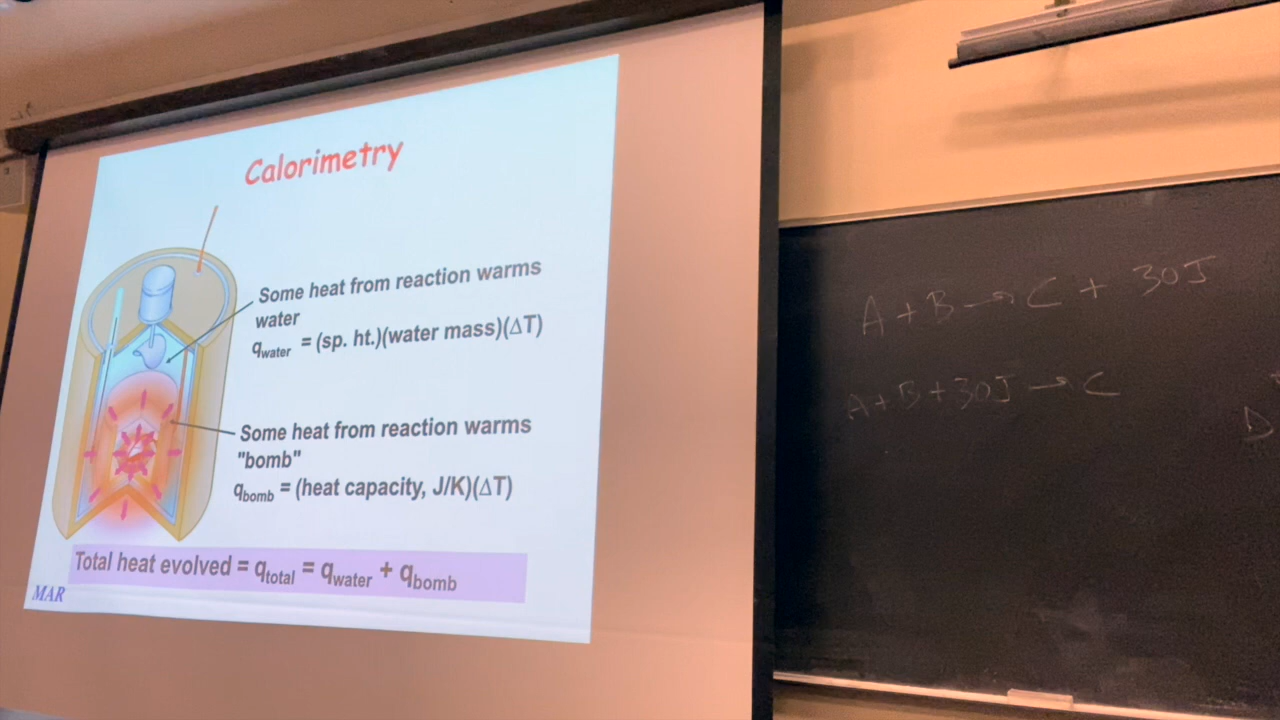 Calorimetry
Some heat from reaction warms
water
qwater = (sp. ht.)(water mass)(ΔT)
Some heat from reaction warms
"bomb"
qbomb = (heat capacity, J/K)(ΔT)
Total heat evolved = qtotal = qwater + qbomb
MAR
A + B → C + 30J
A + B + 30J → C
D